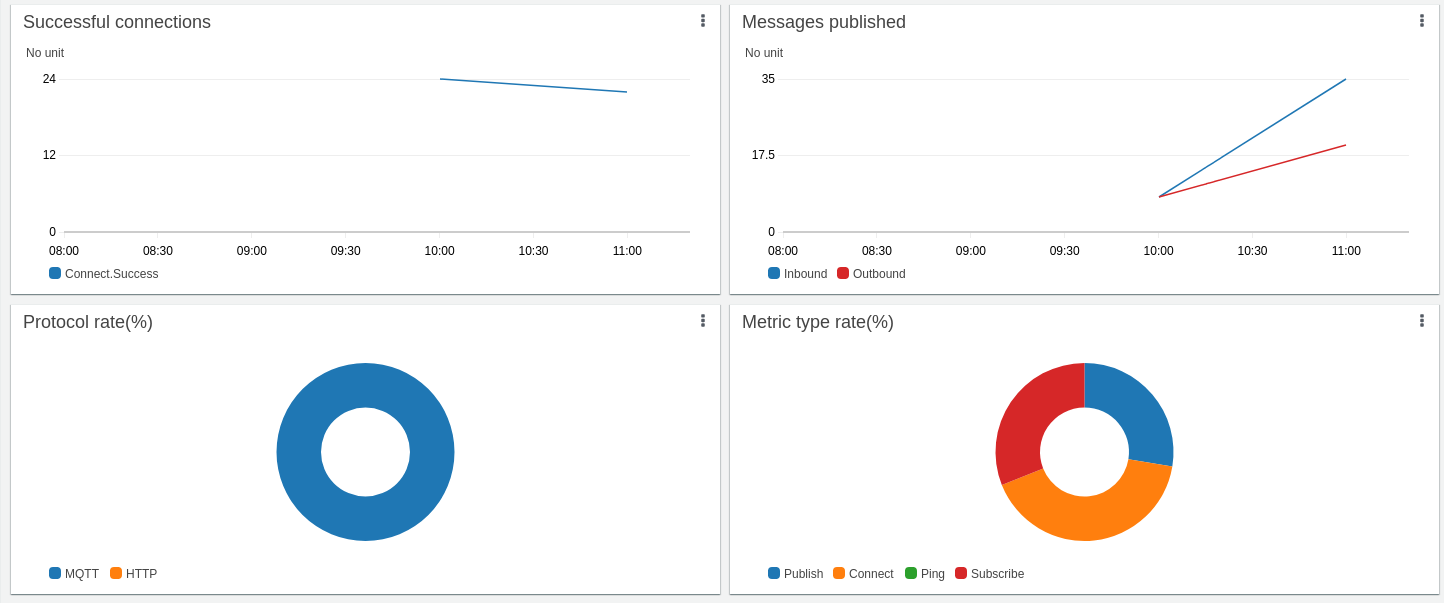 Successful connections
No unit
24
12
0
08:00 08:30 09:00 09:30 10:00 10:30 11:00
Connect.Success
Messages published
No unit
35
17.5
0
08:00 08:30 09:00 09:30 10:00 10:30 11:00
Inbound Outbound
Protocol rate(%)
MQTT HTTP
Metric type rate(%)
Publish Connect Ping Subscribe